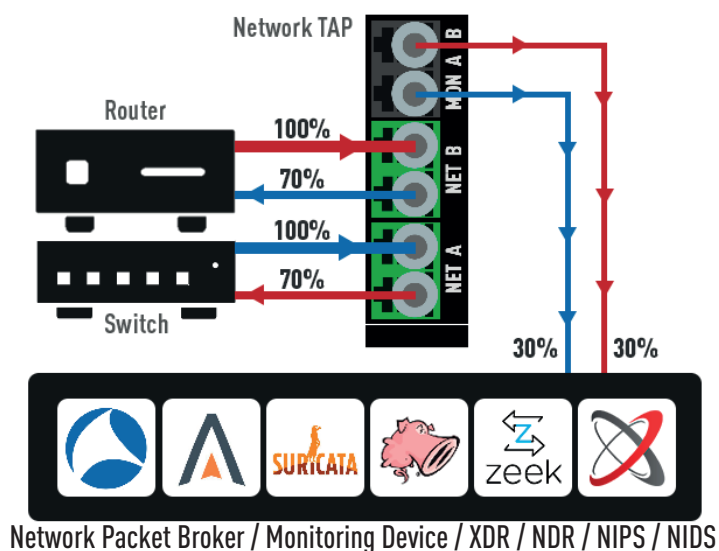 Network TAP
MON A B
Router
100%
NET B
70%
100%
NET A
70%
Switch
30%
30%
SURICATA
Z
zeek
Network Packet Broker / Monitoring Device / XDR / NDR / NIPS / NIDS